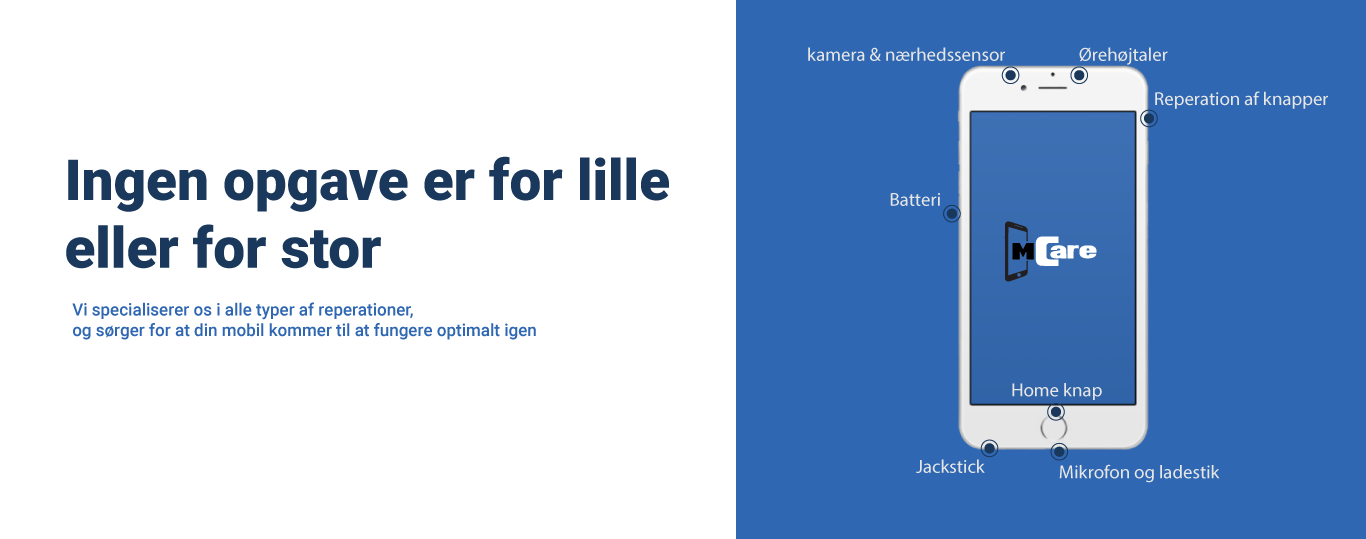 Ingen opgave er for lille
eller for stor
Vi specialiserer os i alle typer af reperationer,
og sørger for at din mobil kommer til at fungere optimalt igen
kamera & nærhedssensor
Ørehøjtaler
Reperation af knapper
Batteri
MCare
Home knap
Jackstick
Mikrofon og ladestik